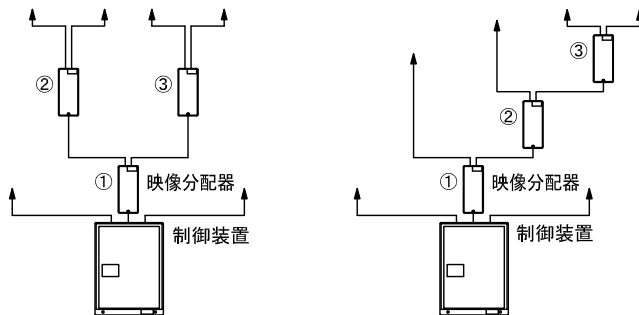 ② ③
① 映像分配器
制御装置
③
②
① 映像分配器
制御装置